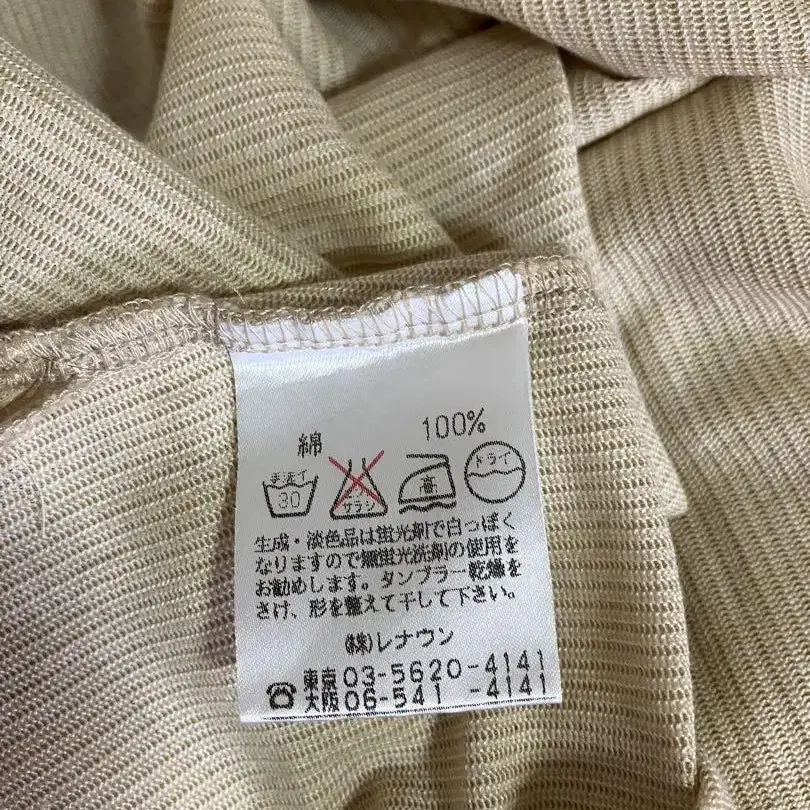 綿 100%
手洗イ 30 エンソ サラシ 高 ドライ
生成・淡色品は蛍光剤で白っぽく
なりますので無蛍光洗剤の使用を
お勧めします。タンブラー乾燥を
さけ、形を整えて干して下さい。
(株)レナウン
東京 03-5620-4141
☎大阪 06-541 -4141